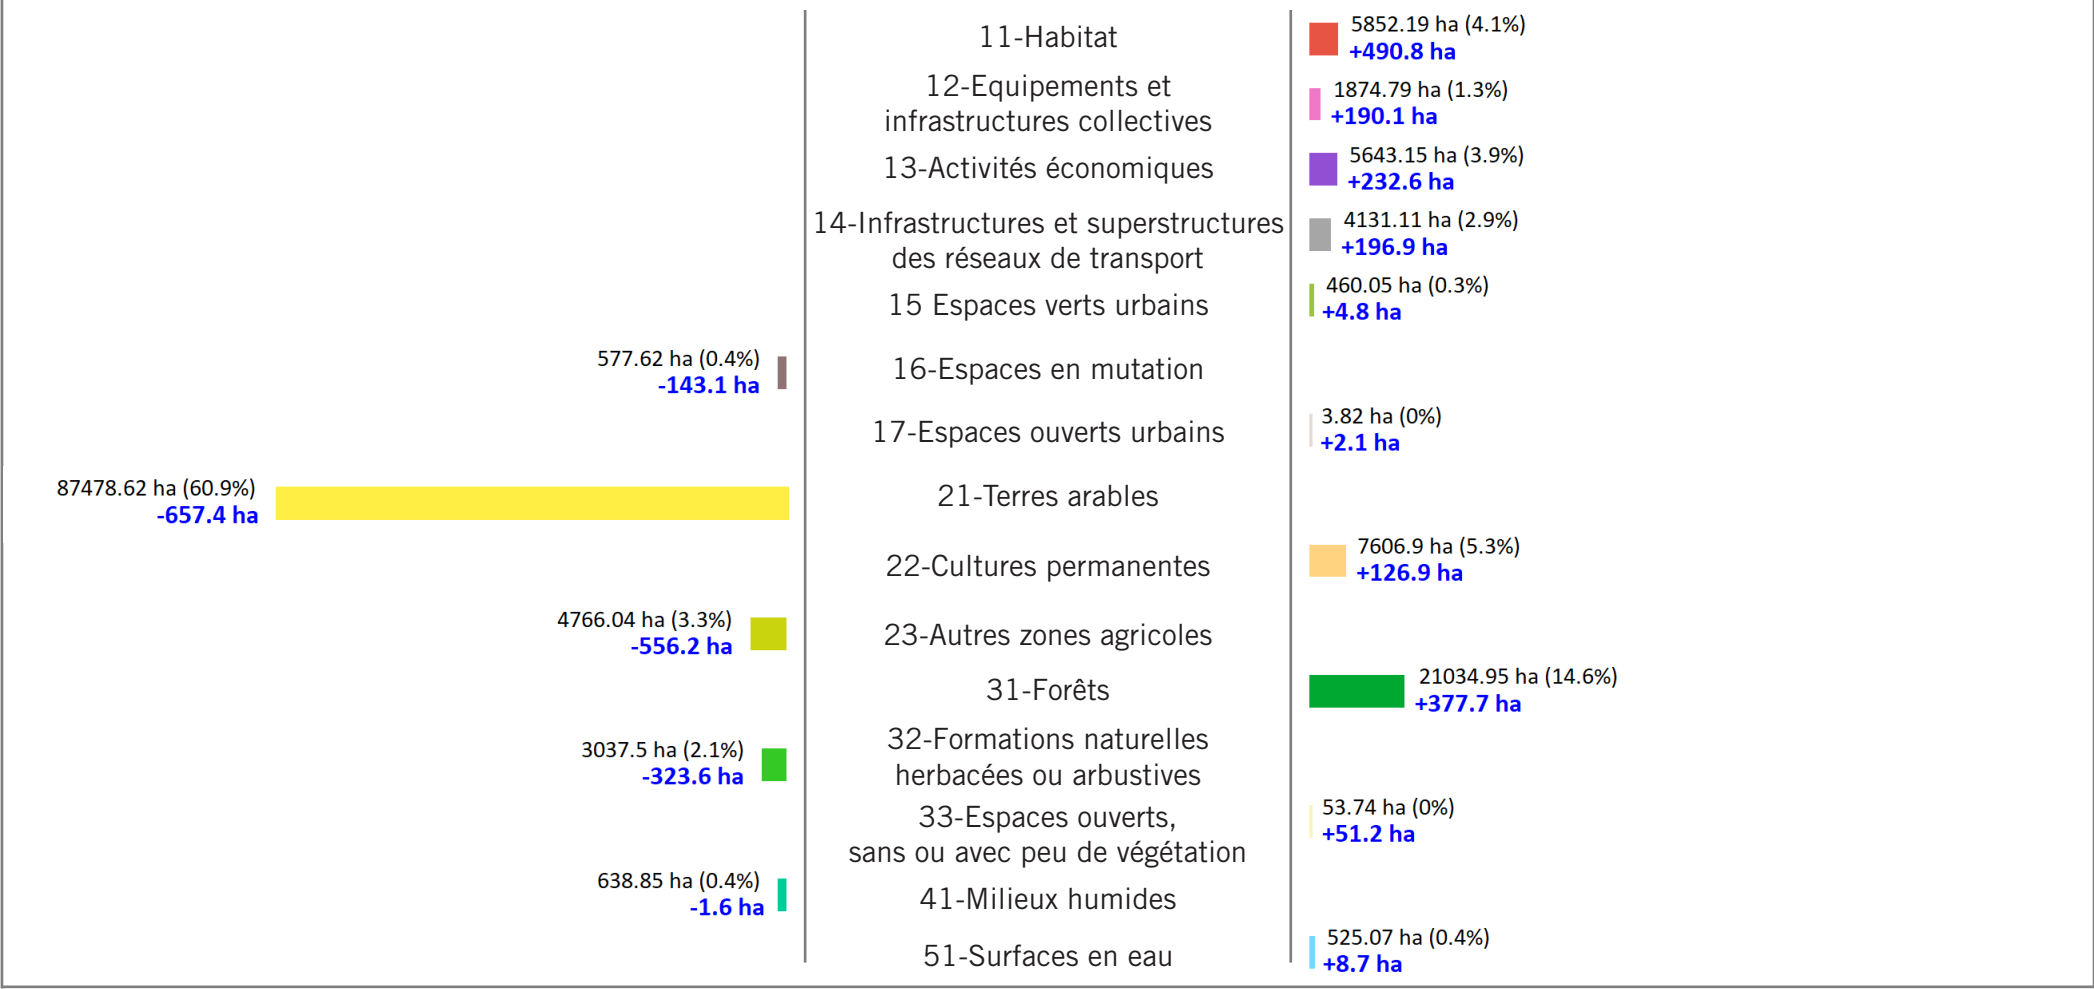 11-Habitat
5852.19 ha (4.1%)
+490.8 ha
12-Equipements et
infrastructures collectives
1874.79 ha (1.3%)
+190.1 ha
13-Activités économiques
5643.15 ha (3.9%)
+232.6 ha
14-Infrastructures et superstructures
des réseaux de transport
4131.11 ha (2.9%)
+196.9 ha
15 Espaces verts urbains
460.05 ha (0.3%)
+4.8 ha
577.62 ha (0.4%)
-143.1 ha
16-Espaces en mutation
17-Espaces ouverts urbains
3.82 ha (0%)
+2.1 ha
87478.62 ha (60.9%)
-657.4 ha
21-Terres arables
22-Cultures permanentes
7606.9 ha (5.3%)
+126.9 ha
4766.04 ha (3.3%)
-556.2 ha
23-Autres zones agricoles
31-Forêts
21034.95 ha (14.6%)
+377.7 ha
3037.5 ha (2.1%)
-323.6 ha
32-Formations naturelles
herbacées ou arbustives
33-Espaces ouverts,
sans ou avec peu de végétation
53.74 ha (0%)
+51.2 ha
638.85 ha (0.4%)
-1.6 ha
41-Milieux humides
51-Surfaces en eau
525.07 ha (0.4%)
+8.7 ha